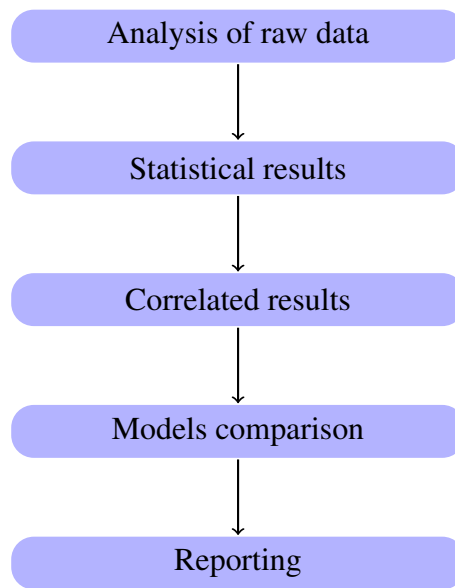 Analysis of raw data
Statistical results
Correlated results
Models comparison
Reporting